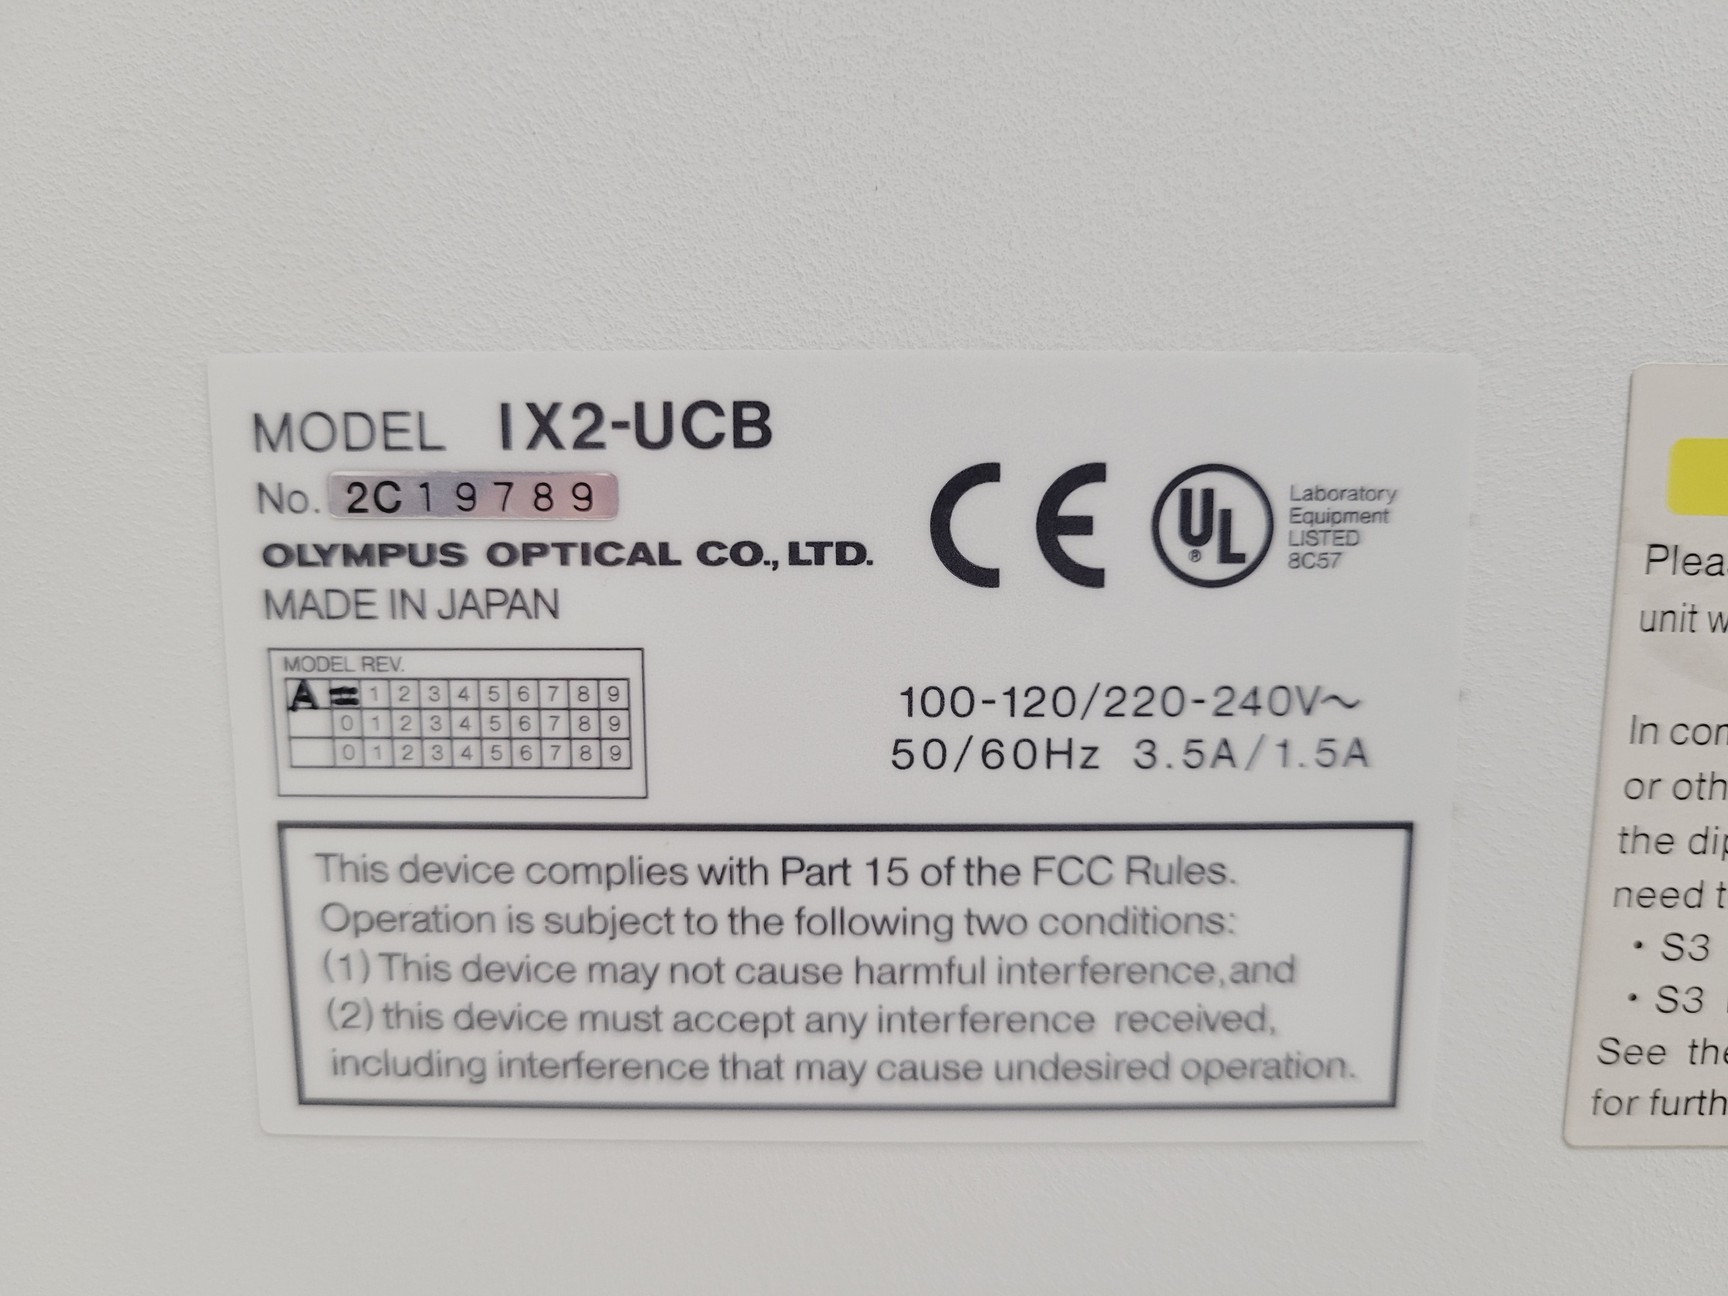 MODEL IX2-UCB
No. 2C19789
OLYMPUS OPTICAL CO., LTD.
MADE IN JAPAN
CE
UL ®
Laboratory
Equipment
LISTED
8C57
MODEL REV.
A 1 2 3 4 5 6 7 8 9
0 1 2 3 4 5 6 7 8 9
0 1 2 3 4 5 6 7 8 9
100-120/220-240V~
50/60Hz 3.5A/1.5A
This device complies with Part 15 of the FCC Rules.
Operation is subject to the following two conditions:
(1) This device may not cause harmful interference, and
(2) this device must accept any interference received,
including interference that may cause undesired operation.
unit
In
or
the
need
• S3
• S3
See
for